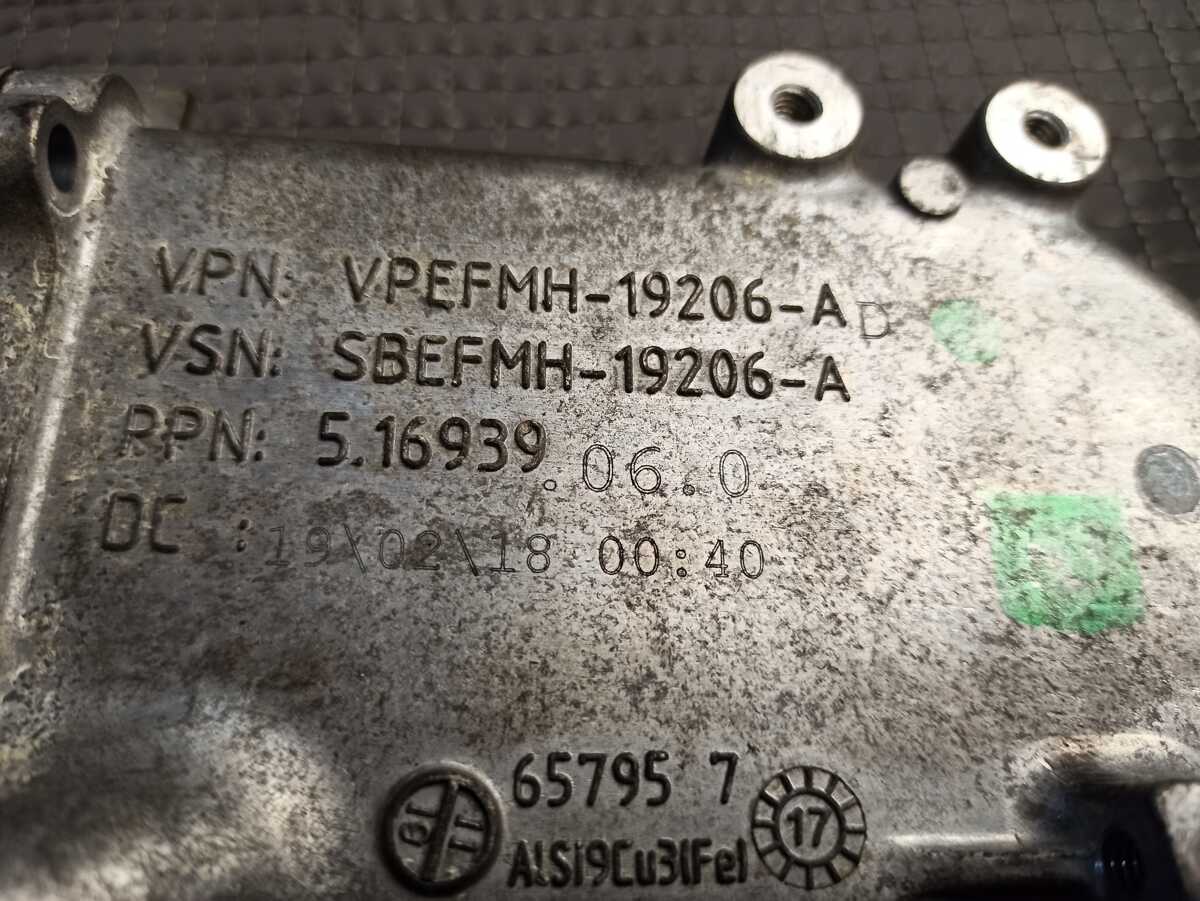 VPN: VPEFMH-19206-AD
VSN: SBEFMH-19206-A
RPN: 5.16939.06.0
DC :19\02\18 00:40
65795 7
17
AlSi9Cu3(Fe)